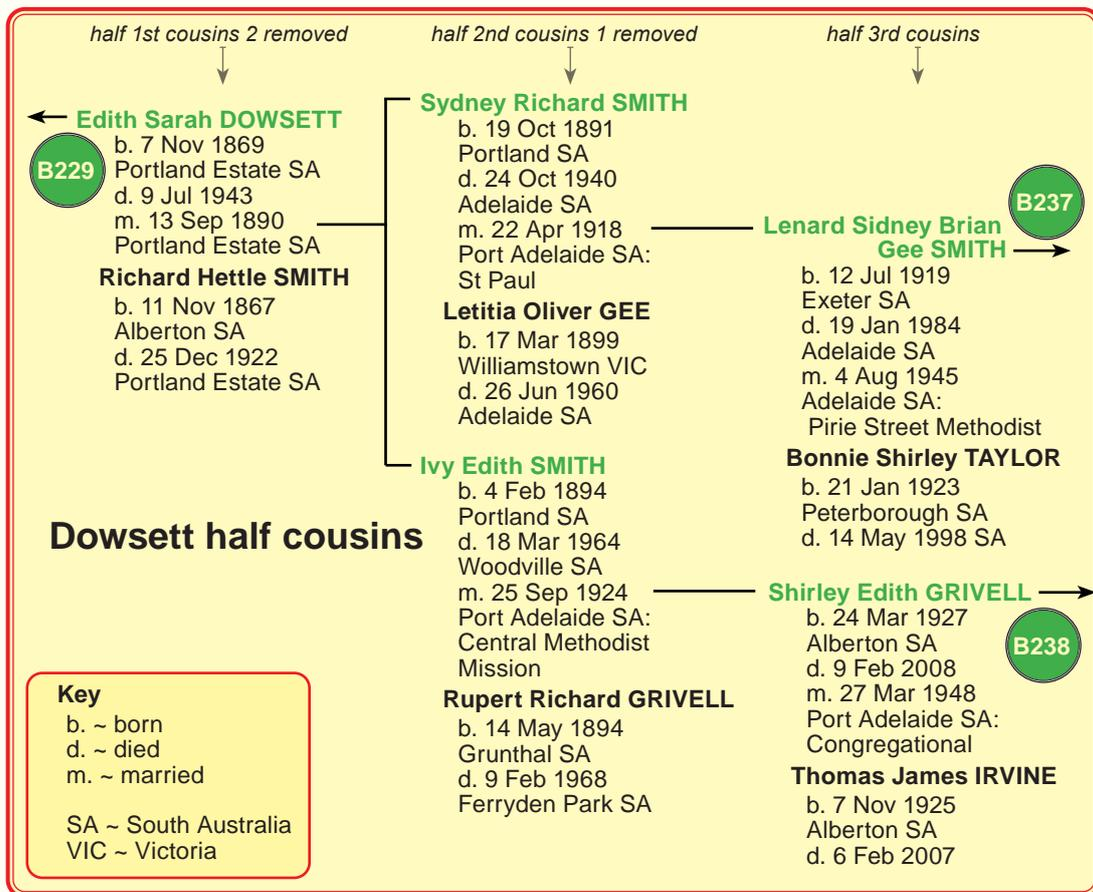 half 1st cousins 2 removed
half 2nd cousins 1 removed
half 3rd cousins
Edith Sarah DOWSETT
B229
b. 7 Nov 1869
Portland Estate SA
d. 9 Jul 1943
m. 13 Sep 1890
Portland Estate SA
Richard Hettle SMITH
b. 11 Nov 1867
Alberton SA
d. 25 Dec 1922
Portland Estate SA
Sydney Richard SMITH
b. 19 Oct 1891
Portland SA
d. 24 Oct 1940
Adelaide SA
m. 22 Apr 1918
Port Adelaide SA:
St Paul
Letitia Oliver GEE
b. 17 Mar 1899
Williamstown VIC
d. 26 Jun 1960
Adelaide SA
Ivy Edith SMITH
b. 4 Feb 1894
Portland SA
d. 18 Mar 1964
Woodville SA
m. 25 Sep 1924
Port Adelaide SA:
Central Methodist
Mission
Rupert Richard GRIVELL
b. 14 May 1894
Grunthal SA
d. 9 Feb 1968
Ferryden Park SA
B237
Lenard Sidney Brian
Gee SMITH
b. 12 Jul 1919
Exeter SA
d. 19 Jan 1984
Adelaide SA
m. 4 Aug 1945
Adelaide SA:
Pirie Street Methodist
Bonnie Shirley TAYLOR
b. 21 Jan 1923
Peterborough SA
d. 14 May 1998 SA
Shirley Edith GRIVELL
B238
b. 24 Mar 1927
Alberton SA
d. 9 Feb 2008
m. 27 Mar 1948
Port Adelaide SA:
Congregational
Thomas James IRVINE
b. 7 Nov 1925
Alberton SA
d. 6 Feb 2007
Dowsett half cousins
Key
b. ~ born
d. ~ died
m. ~ married
SA ~ South Australia
VIC ~ Victoria